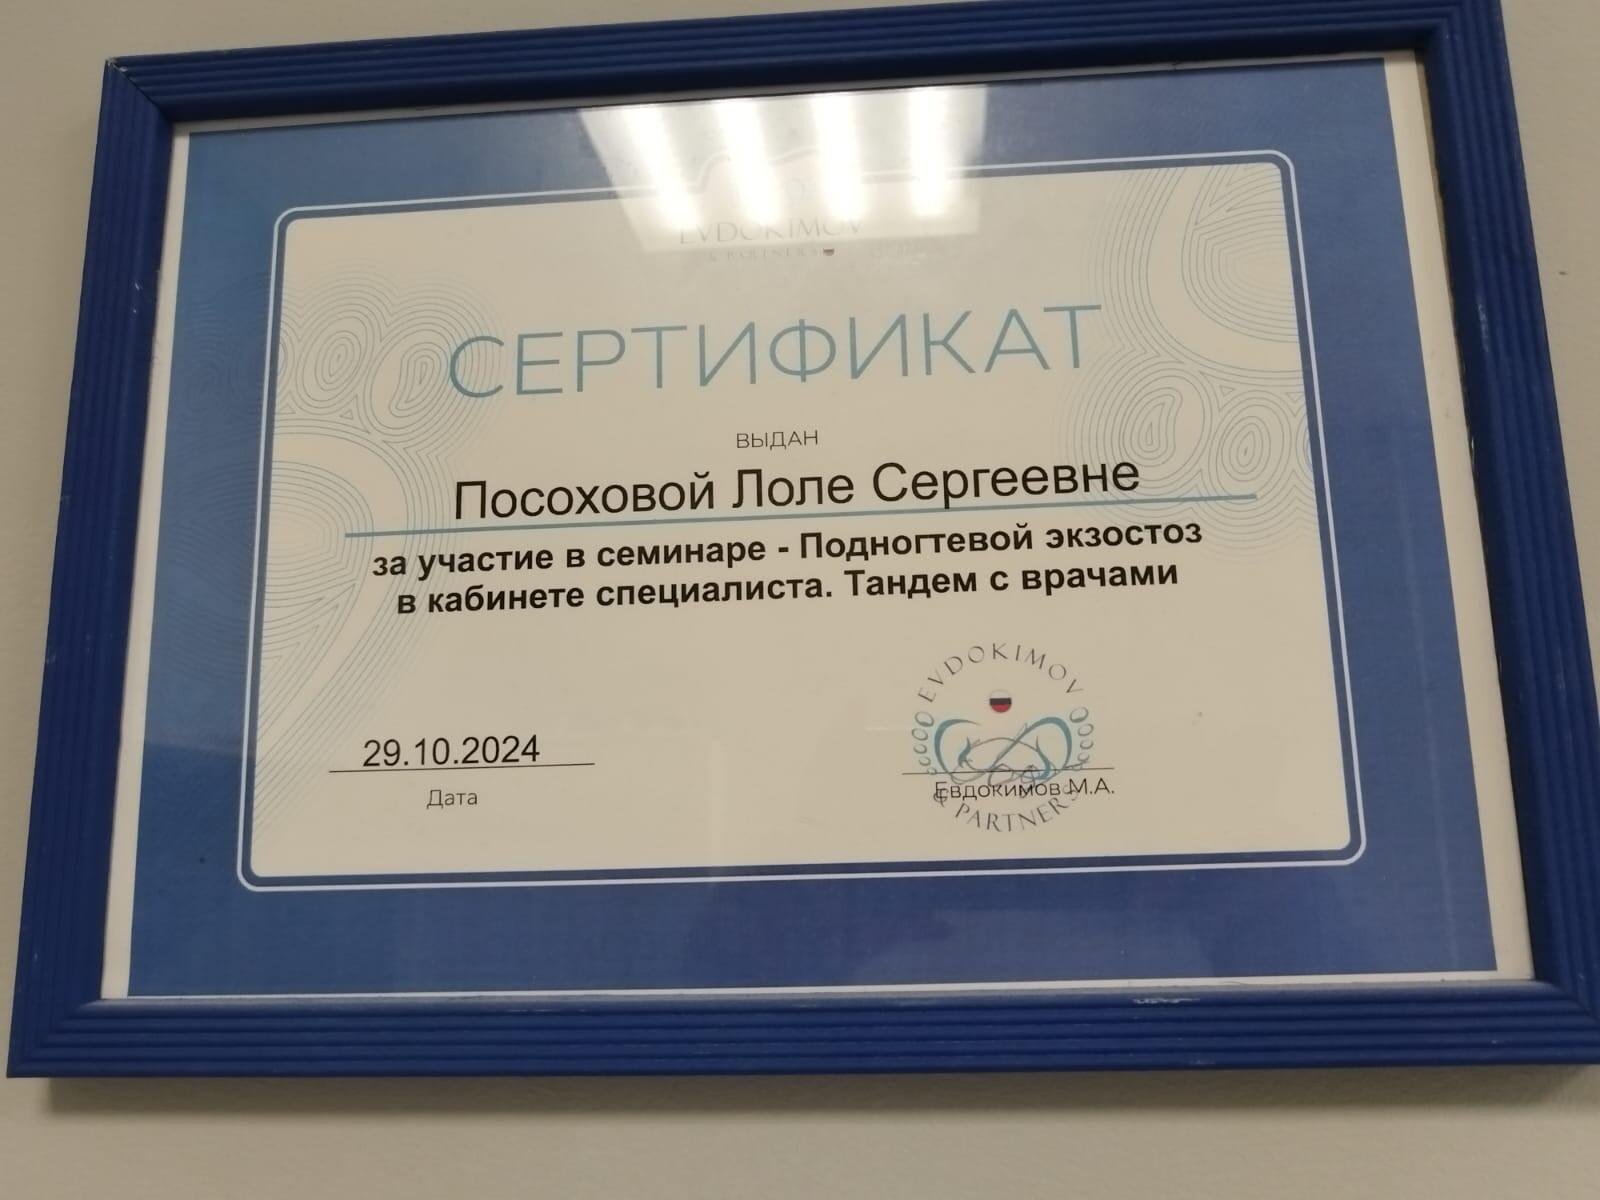 EVDOKIMOV
& PARTNERS
СЕРТИФИКАТ
ВЫДАН
Посоховой Лоле Сергеевне
за участие в семинаре - Подногтевой экзостоз
в кабинете специалиста. Тандем с врачами
29.10.2024
Дата
EVDOKIMOV
Евдокимов М.А.
& PARTNERS